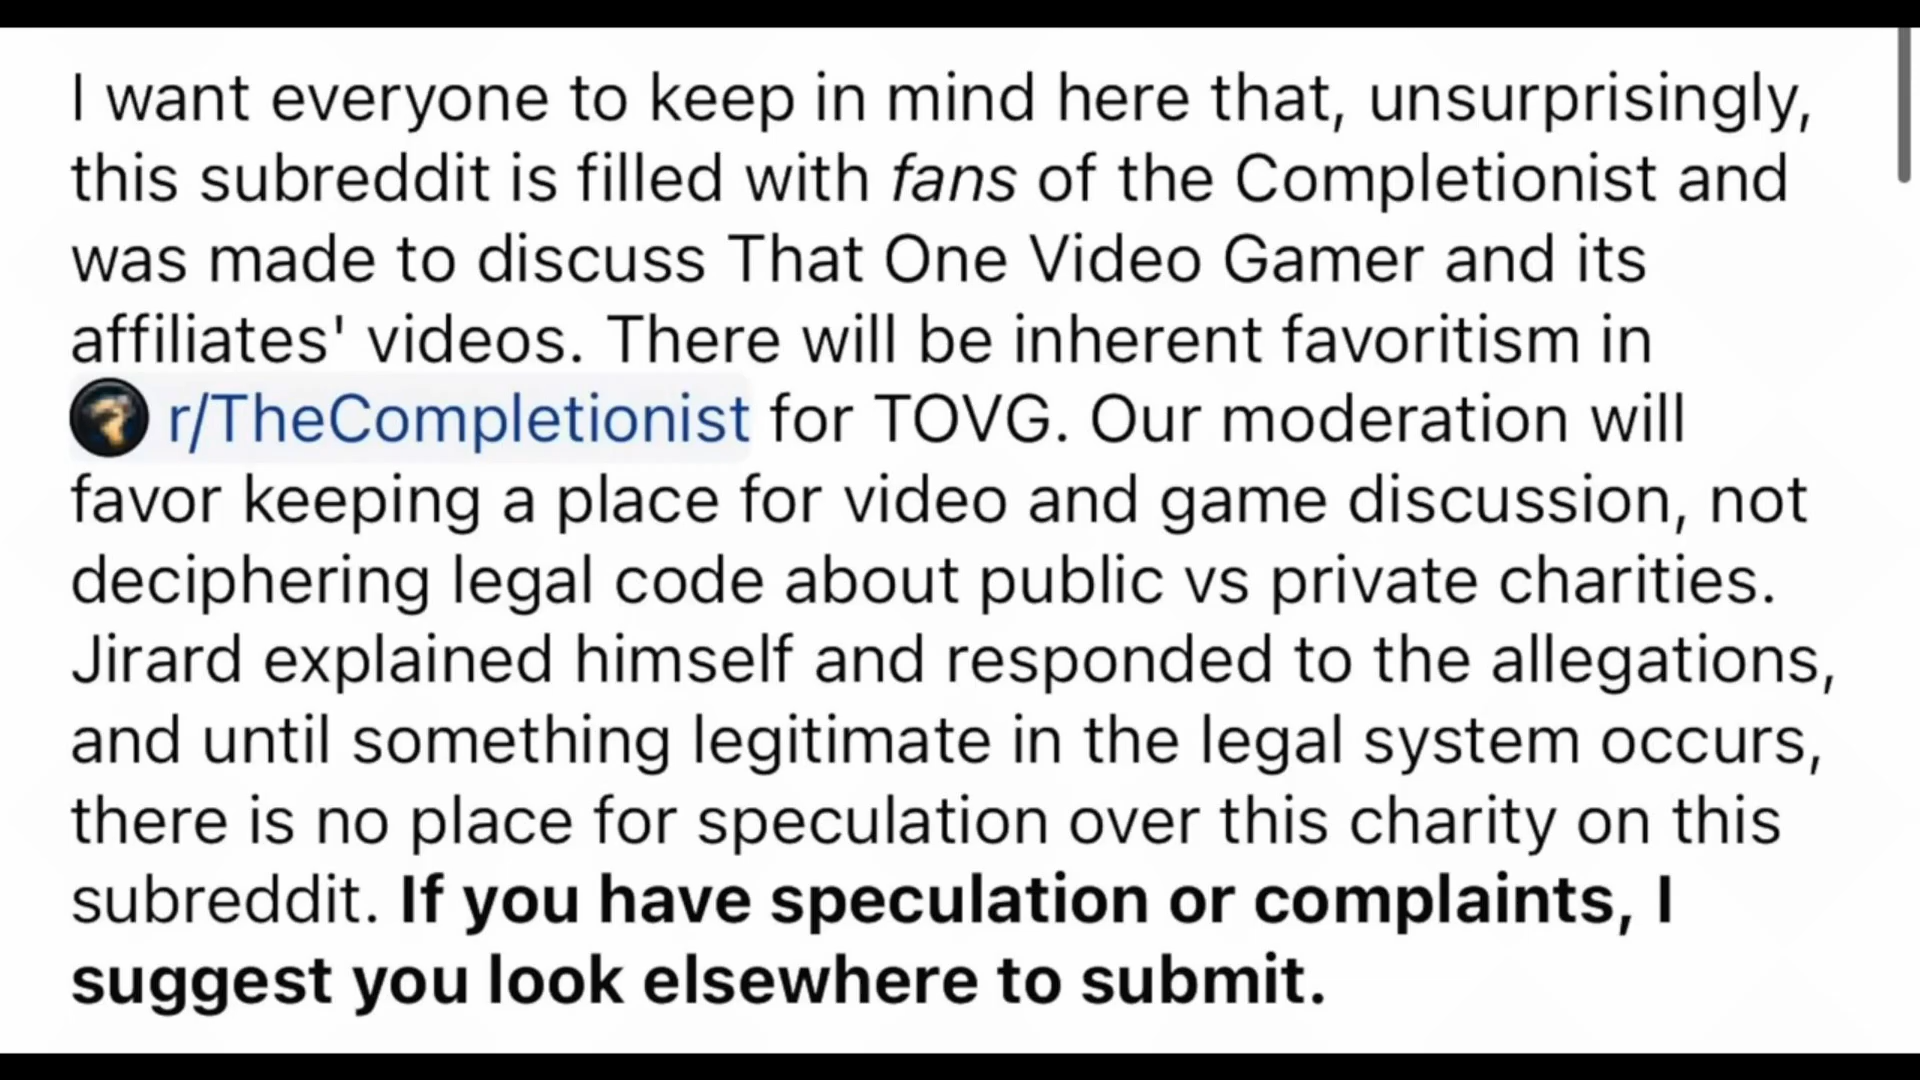 I want everyone to keep in mind here that, unsurprisingly,
this subreddit is filled with fans of the Completionist and
was made to discuss That One Video Gamer and its
affiliates' videos. There will be inherent favoritism in
r/TheCompletionist for TOVG. Our moderation will
favor keeping a place for video and game discussion, not
deciphering legal code about public vs private charities.
Jirard explained himself and responded to the allegations,
and until something legitimate in the legal system occurs,
there is no place for speculation over this charity on this
subreddit. If you have speculation or complaints, I
suggest you look elsewhere to submit.